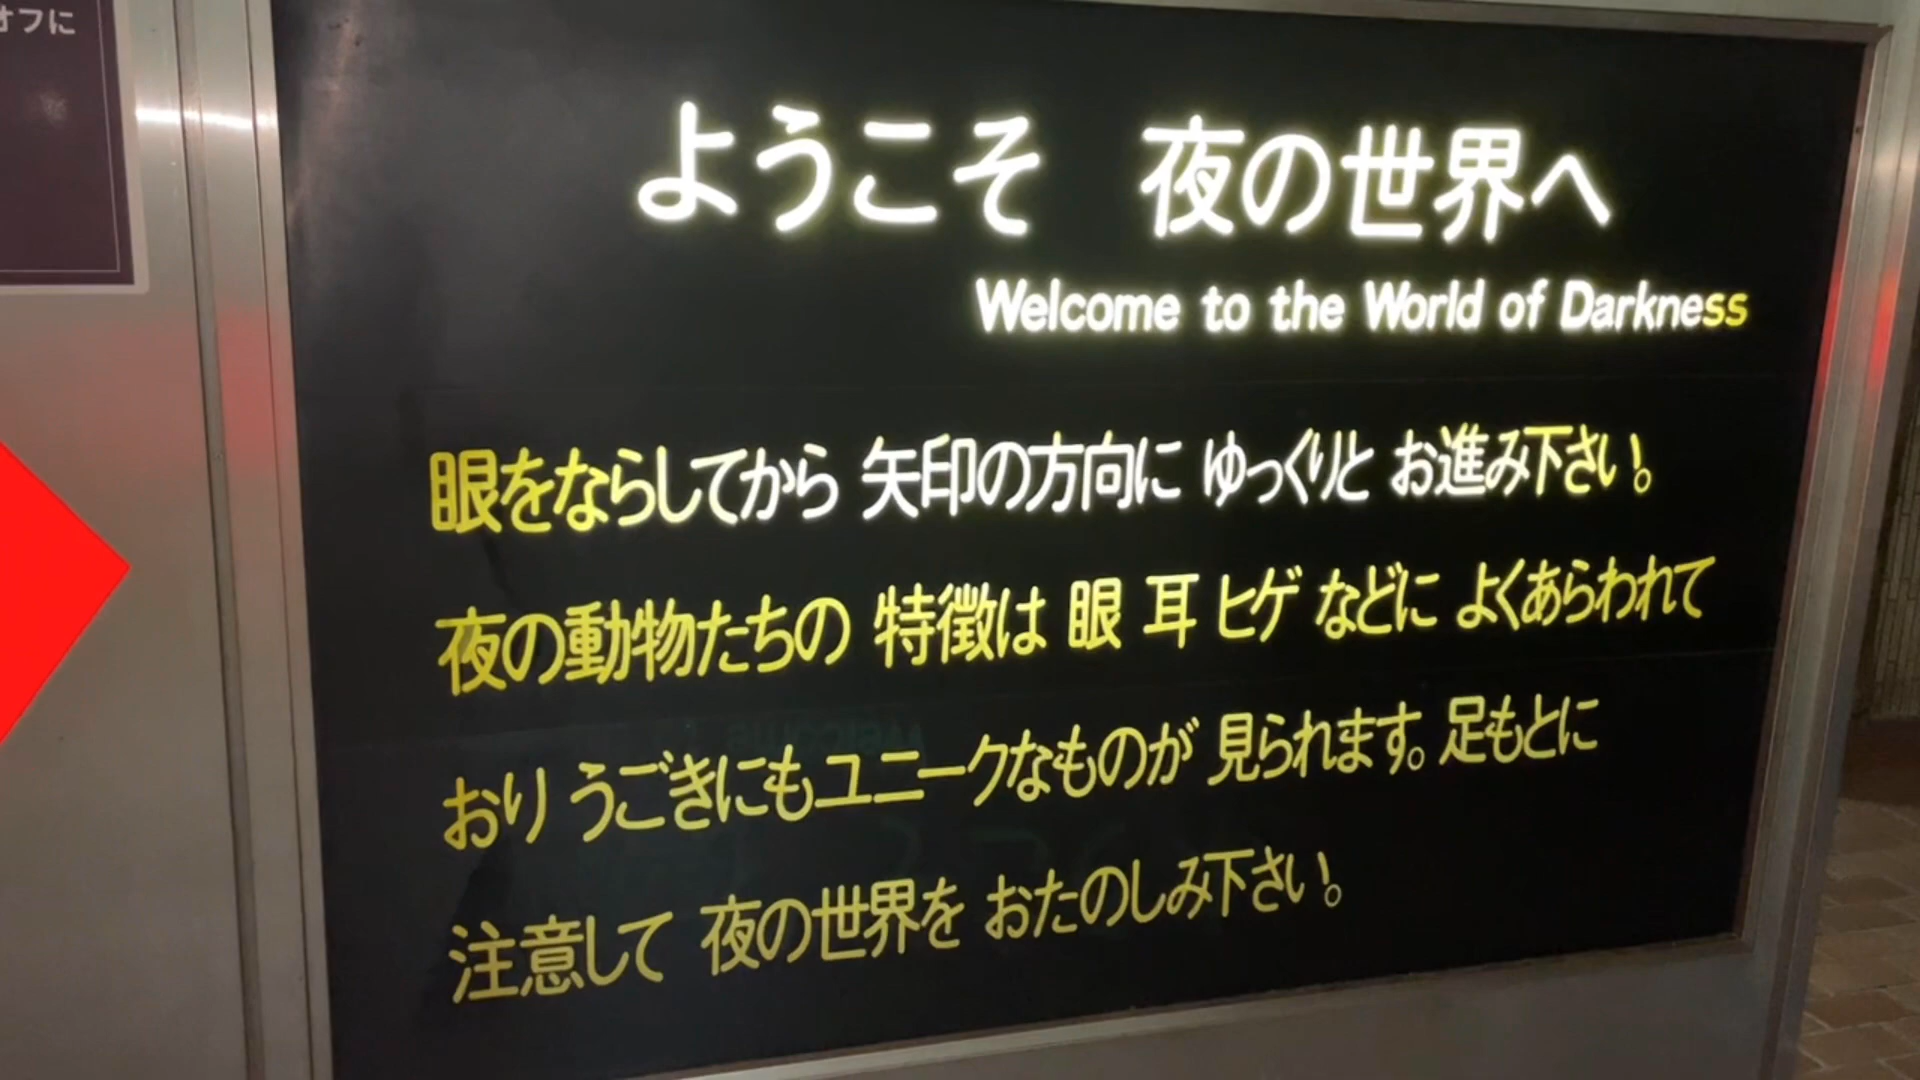 オフに
ようこそ 夜の世界へ
Welcome to the World of Darkness
眼をならしてから 矢印の方向に ゆっくりと お進み下さい!。
夜の動物たちの 特徴は 眼 耳 ヒゲ などに よくあらわれて
おり うごきにもユニークなものが 見られます。足もとに
注意して 夜の世界を おたのしみ下さい!。